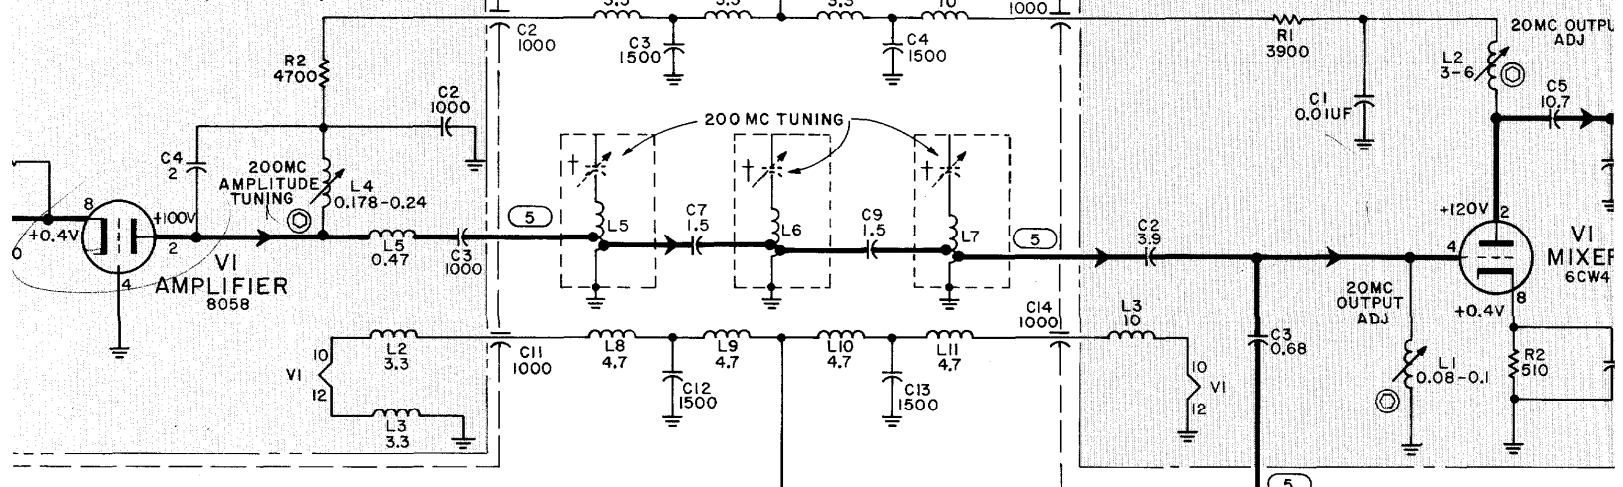 C2
1000
C3
1500
10
C4
1500
1000
R1
3900
20MC
ADJ
L2
3-6
C5
10.7
R2
4700
C2
1000
C1
0.01UF
200 MC TUNING
C4
2
200MC
AMPLITUDE
TUNING
L4
0.178-0.24
†
†
†
8
+0.4V
+100V
2
4
V1
AMPLIFIER
8058
L5
0.47
C3
1000
5
L5
C7
1.5
L6
C9
1.5
L7
5
C2
3.9
+120V
2
4
V1
6CW4
8
+0.4V
20MC
OUTPUT
ADJ
L1
0.08-0.1
R2
510
C3
0.68
10
V1
12
L2
3.3
L3
3.3
C11
1000
L8
4.7
L9
4.7
L10
4.7
L11
4.7
C12
1500
C13
1500
C14
1000
L3
10
10
V1
12
5